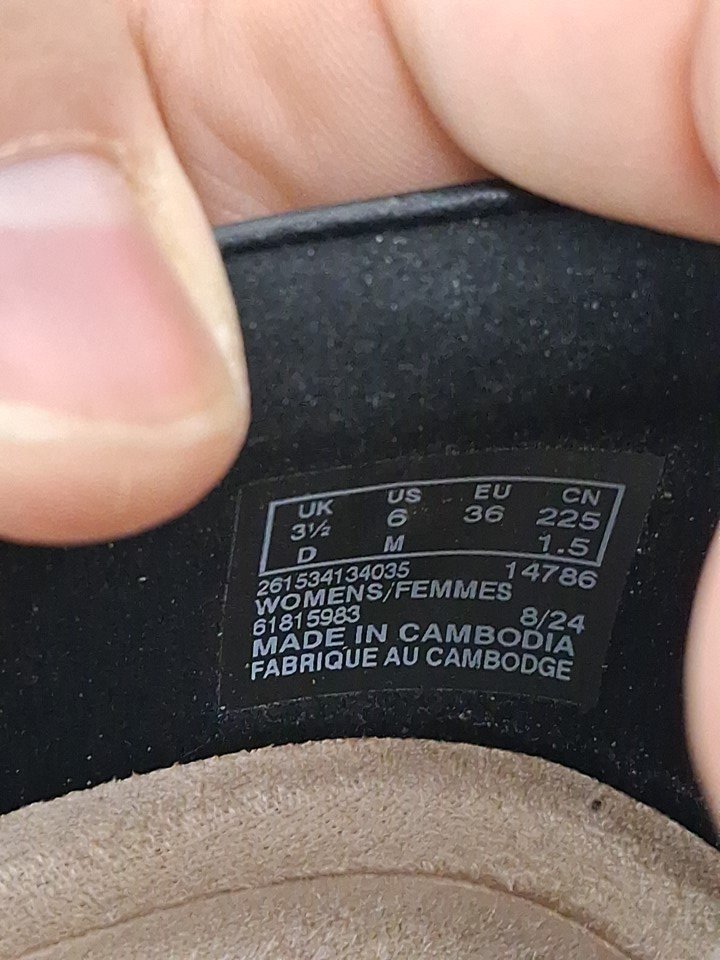 UK US EU CN
3½ 6 36 225
D M 1.5
261534134035 14786
WOMENS/FEMMES
61815983 8/24
MADE IN CAMBODIA
FABRIQUE AU CAMBODGE